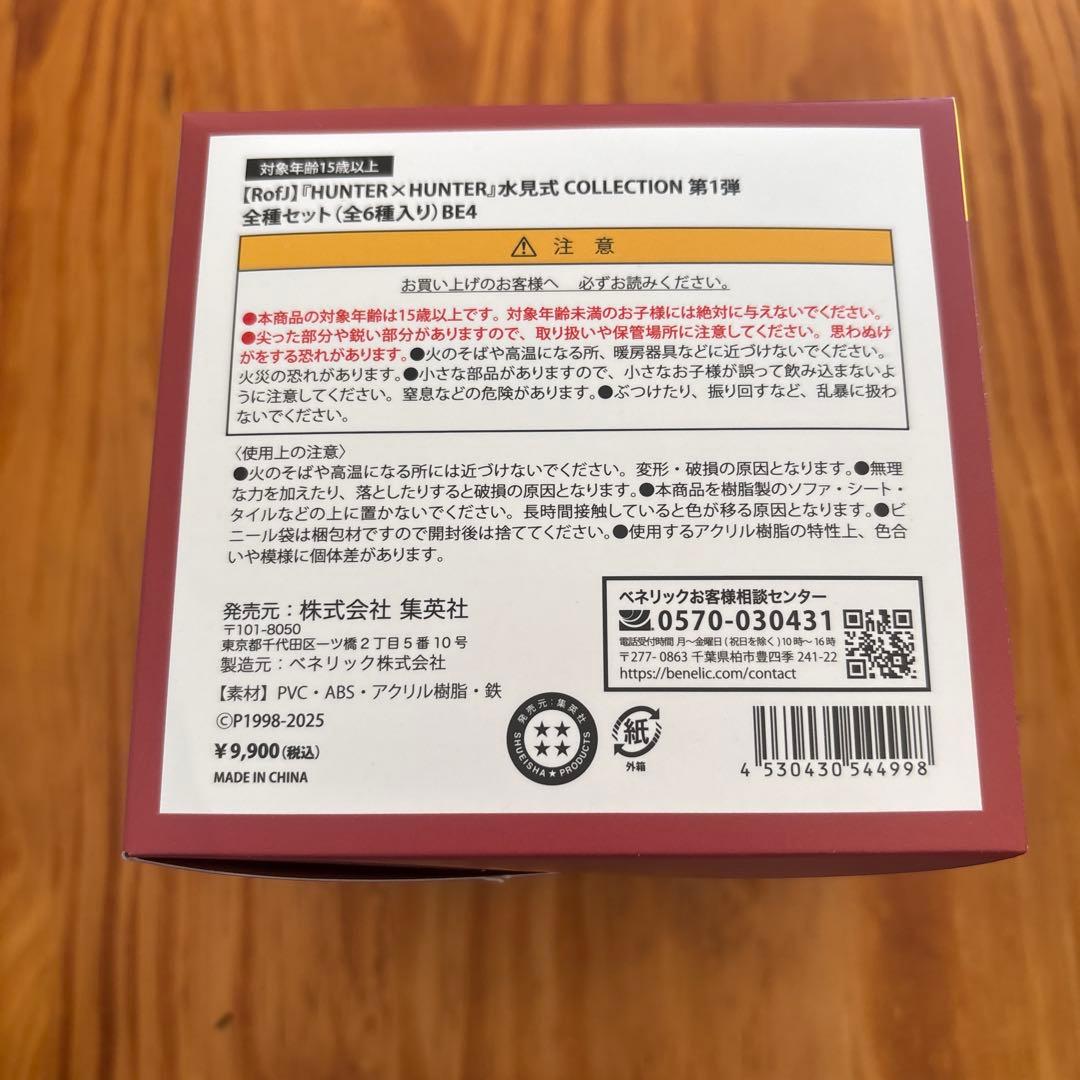 対象年齢15歳以上
【RofJ】『HUNTER×HUNTER』水見式 COLLECTION 第1弾
全種セット(全6種入り)BE4
注 意
お買い上げのお客様へ 必ずお読みください。
●本商品の対象年齢は15歳以上です。対象年齢未満のお子様には絶対に与えないでください。
●尖った部分や鋭い部分がありますので、取り扱いや保管場所に注意してください。思わぬけ
がをする恐れがあります。●火のそばや高温になる所、暖房器具などに近づけないでください。
火災の恐れがあります。●小さな部品がありますので、小さなお子様が誤って飲み込まないよ
うに注意してください。窒息などの危険があります。●ぶつけたり、振り回すなど、乱暴に扱わ
ないでください。
〈使用上の注意〉
●火のそばや高温になる所には近づけないでください。変形・破損の原因となります。●無理
な力を加えたり、落としたりすると破損の原因となります。●本商品を樹脂製のソファ・シート・
タイルなどの上に置かないでください。長時間接触していると色が移る原因となります。●ビ
ニール袋は梱包材ですので開封後は捨ててください。●使用するアクリル樹脂の特性上、色合
いや模様に個体差があります。
発売元:株式会社 集英社
〒101-8050
東京都千代田区一ツ橋2丁目5番10号
製造元:ベネリック株式会社
【素材】PVC・ABS・アクリル樹脂・鉄
©P1998-2025
¥9,900(税込)
MADE IN CHINA
ベネリックお客様相談センター
0570-030431
電話受付時間 月〜金曜日(祝日を除く)10時〜16時
〒277-0863 千葉県柏市豊四季241-22
https://benelic.com/contact
発売元:集英社
SHUEISHA★PRODUCTS
紙
外箱
4 530430 544998